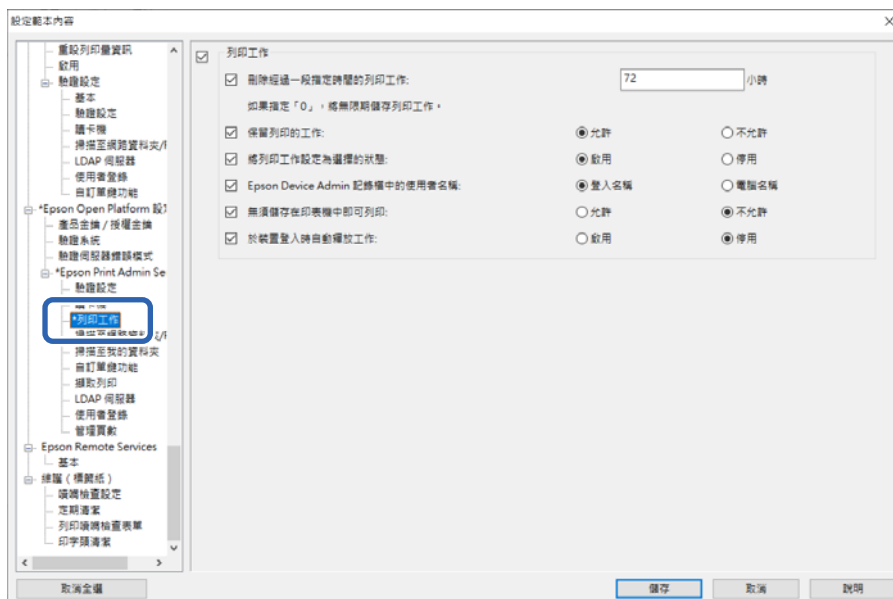 設定範本內容
重設列印量資訊
啟用
驗證設定
基本
驗證設定
讀卡機
掃描至網路資料夾/F
LDAP 伺服器
使用者登錄
自訂單鍵功能
*Epson Open Platform 設
產品金鑰 / 授權金鑰
驗證系統
驗證伺服器錯誤模式
*Epson Print Admin Se
驗證設定
*列印工作
掃描至我的資料夾
自訂單鍵功能
擷取列印
LDAP 伺服器
使用者登錄
管理頁數
Epson Remote Services
基本
維護 ( 標籤紙 )
噴嘴檢查設定
定期清潔
列印噴嘴檢查表單
印字頭清潔
列印工作
刪除經過一段指定時間的列印工作: 72 小時
如果指定「0」，將無限期儲存列印工作。
保留列印的工作: 允許 不允許
將列印工作設定為選擇的狀態: 啟用 停用
Epson Device Admin 記錄檔中的使用者名稱: 登入名稱 電腦名稱
無須儲存在印表機中即可列印: 允許 不允許
於裝置登入時自動釋放工作: 啟用 停用
取消全選 儲存 取消 說明